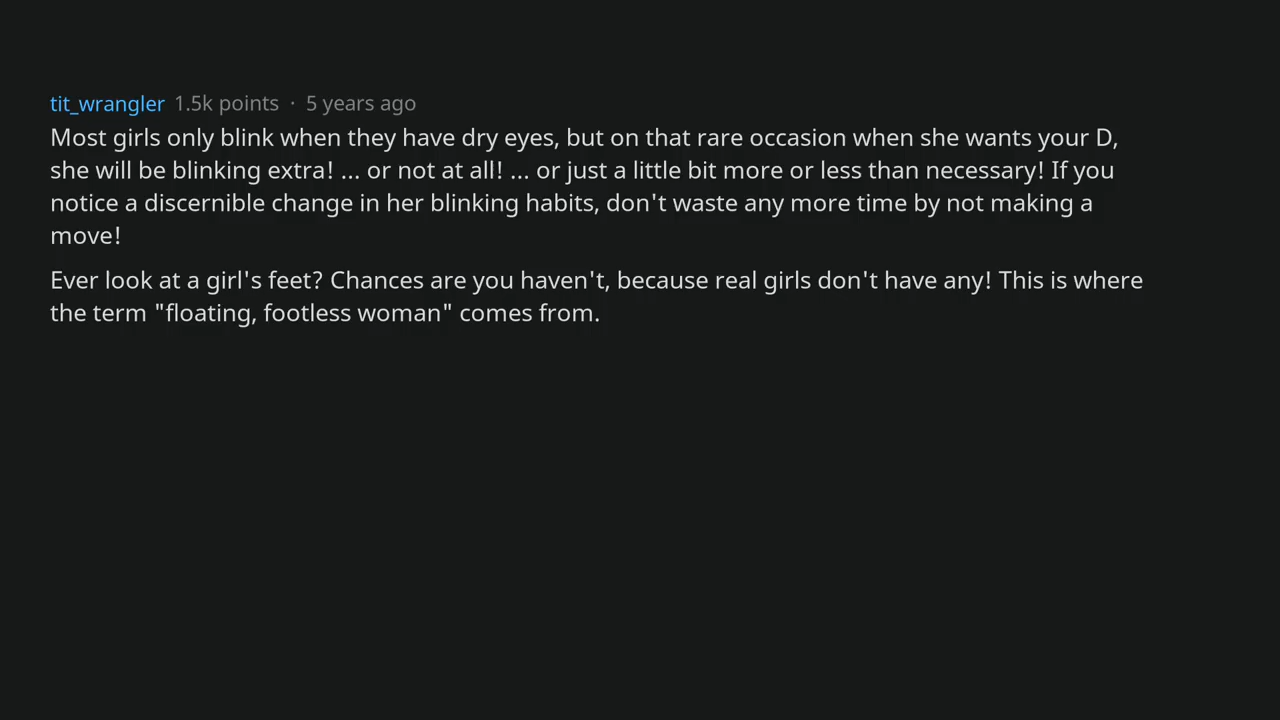 tit_wrangler 1.5k points · 5 years ago
Most girls only blink when they have dry eyes, but on that rare occasion when she wants your D,
she will be blinking extra! ... or not at all! ... or just a little bit more or less than necessary! If you
notice a discernible change in her blinking habits, don't waste any more time by not making a
move!
Ever look at a girl's feet? Chances are you haven't, because real girls don't have any! This is where
the term "floating, footless woman" comes from.